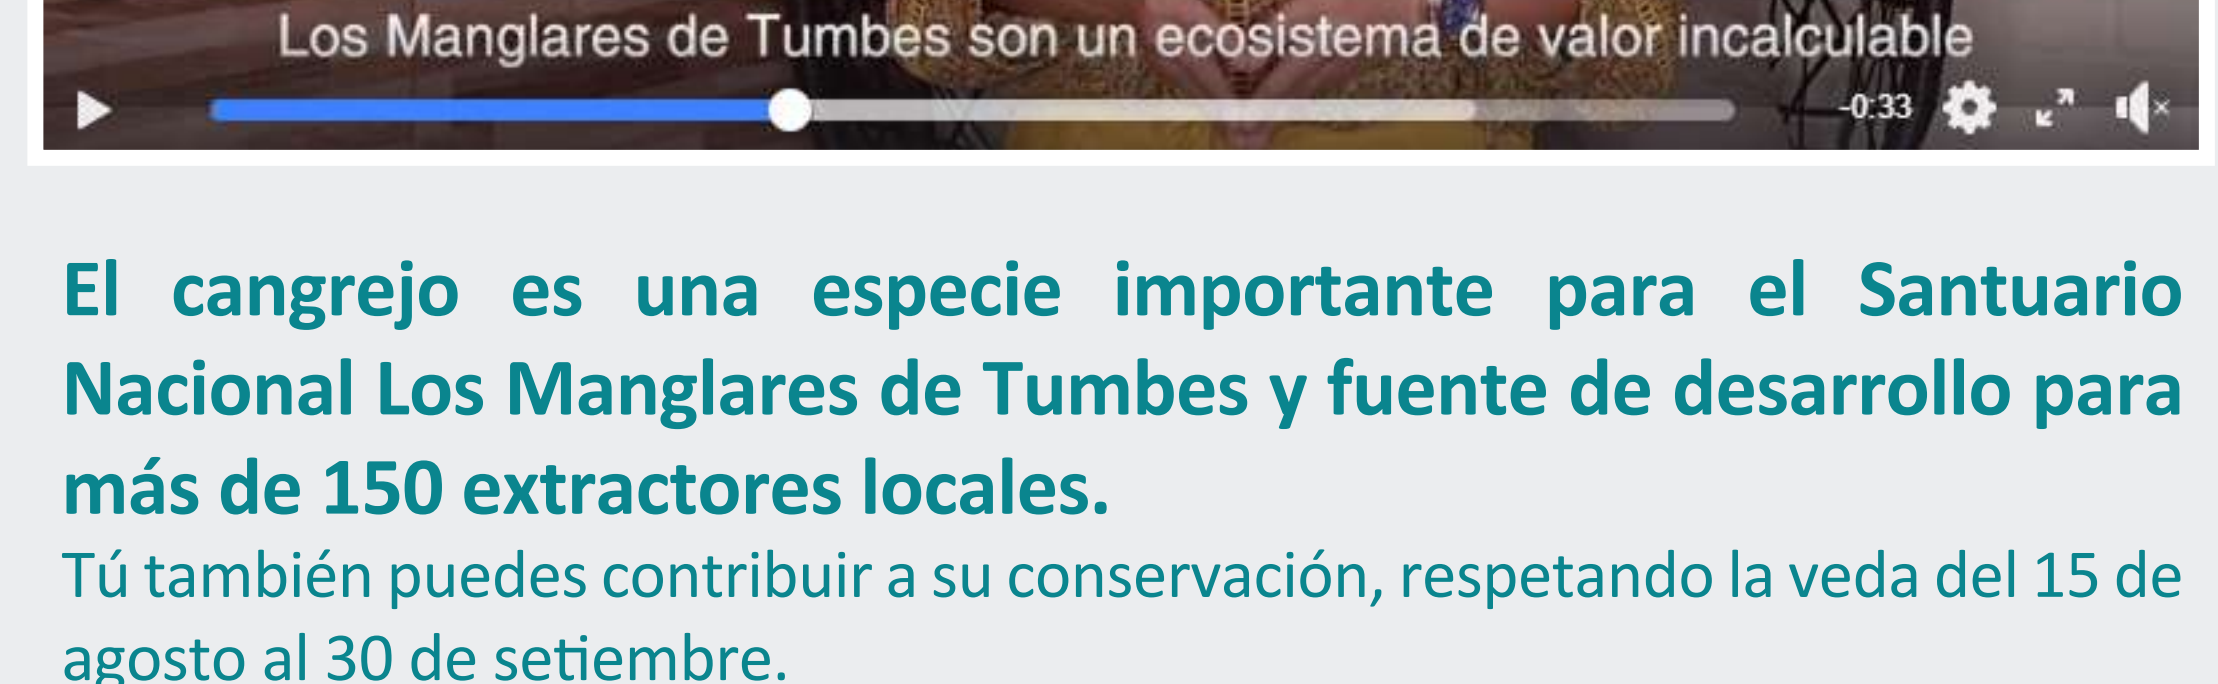 Los Manglares de Tumbes son un ecosistema de valor incalculable
-0:33
El cangrejo es una especie importante para el Santuario
Nacional Los Manglares de Tumbes y fuente de desarrollo para
más de 150 extractores locales.
Tú también puedes contribuir a su conservación, respetando la veda del 15 de
agosto al 30 de setiembre.